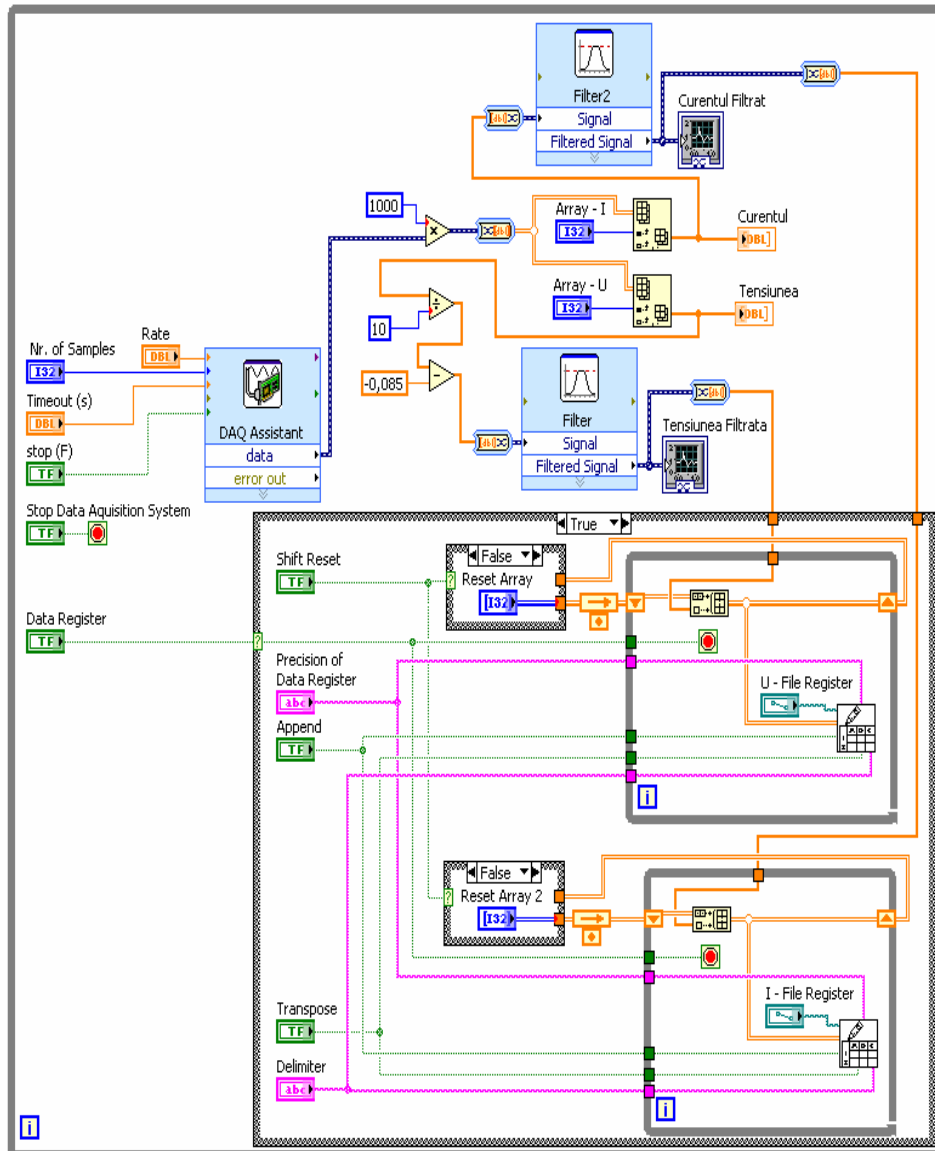 Filter2
Signal
Filtered Signal
Curentul Filtrat
1000
Array - I
I32
Curentul
DBL]
Array - U
I32
Tensiunea
DBL]
10
-0,085
Rate
DBL
Nr. of Samples
I32
Timeout (s)
DBL
stop (F)
TF
DAQ Assistant
data
error out
Filter
Signal
Filtered Signal
Tensiunea Filtrata
Stop Data Aquisition System
TF
True
Shift Reset
TF
False
Reset Array
[I32
Data Register
TF
Precision of
Data Register
abc
Append
TF
U - File Register
i
False
Reset Array 2
[I32
I - File Register
Transpose
TF
Delimiter
abc
i
i